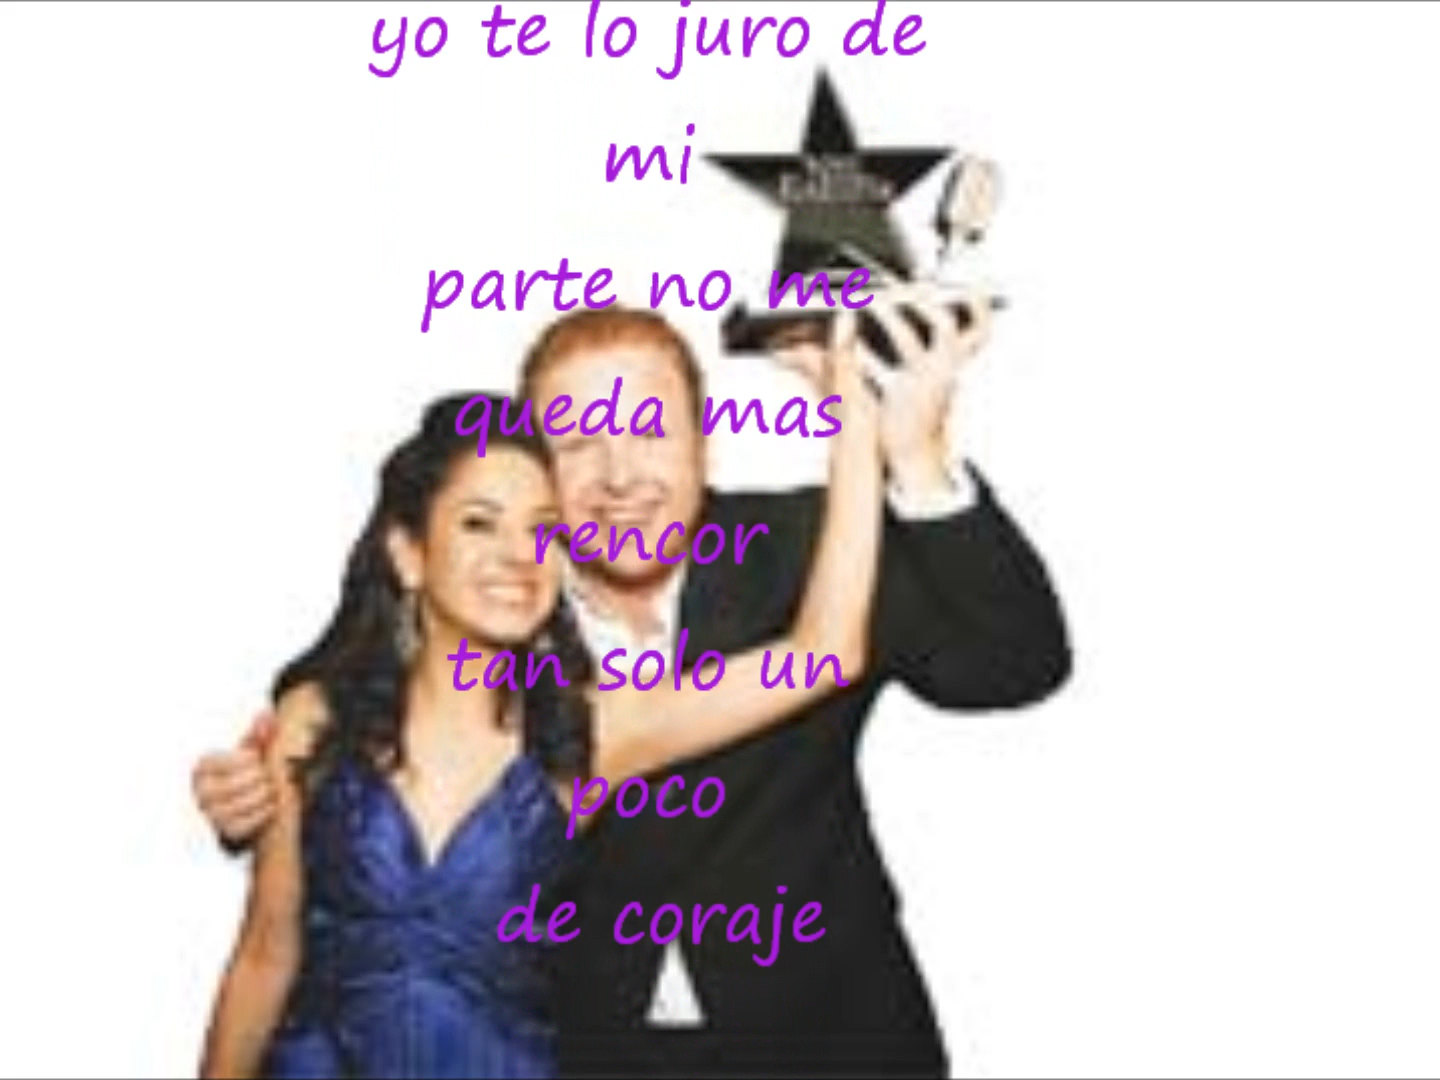 yo te lo juro de
mi
parte no me
queda mas
rencor
tan solo un
poco
de coraje